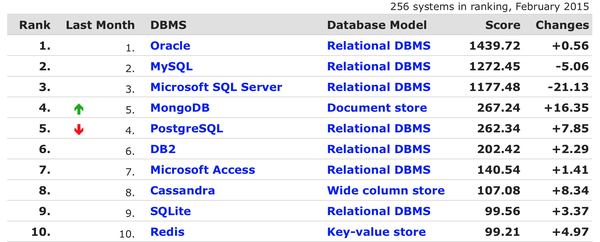 256 systems in ranking, February 2015
Rank Last Month DBMS Database Model Score Changes
1. 1. Oracle Relational DBMS 1439.72 +0.56
2. 2. MySQL Relational DBMS 1272.45 -5.06
3. 3. Microsoft SQL Server Relational DBMS 1177.48 -21.13
4. 5. MongoDB Document store 267.24 +16.35
5. 4. PostgreSQL Relational DBMS 262.34 +7.85
6. 6. DB2 Relational DBMS 202.42 +2.29
7. 7. Microsoft Access Relational DBMS 140.54 +1.41
8. 8. Cassandra Wide column store 107.08 +8.34
9. 9. SQLite Relational DBMS 99.56 +3.37
10. 10. Redis Key-value store 99.21 +4.97